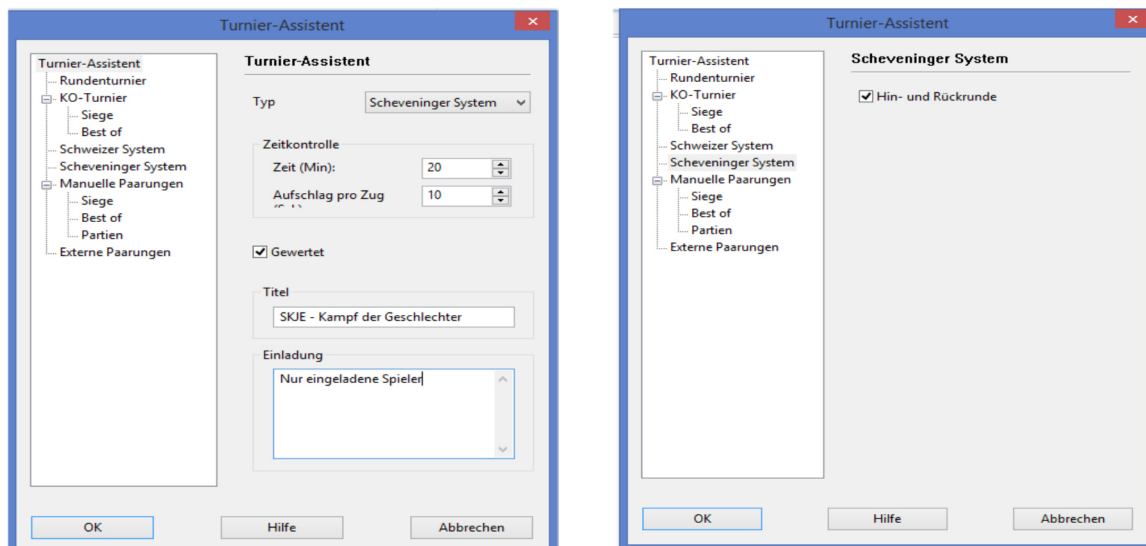 Turnier-Assistent
Turnier-Assistent
Rundenturnier
KO-Turnier
Siege
Best of
Schweizer System
Scheveninger System
Manuelle Paarungen
Siege
Best of
Partien
Externe Paarungen
Turnier-Assistent
Typ
Scheveninger System
Zeitkontrolle
Zeit (Min):
20
Aufschlag pro Zug
10
Gewertet
Titel
SKJE - Kampf der Geschlechter
Einladung
Nur eingeladene Spieler
OK
Hilfe
Abbrechen
Turnier-Assistent
Turnier-Assistent
Rundenturnier
KO-Turnier
Siege
Best of
Schweizer System
Scheveninger System
Manuelle Paarungen
Siege
Best of
Partien
Externe Paarungen
Scheveninger System
Hin- und Rückrunde
OK
Hilfe
Abbrechen